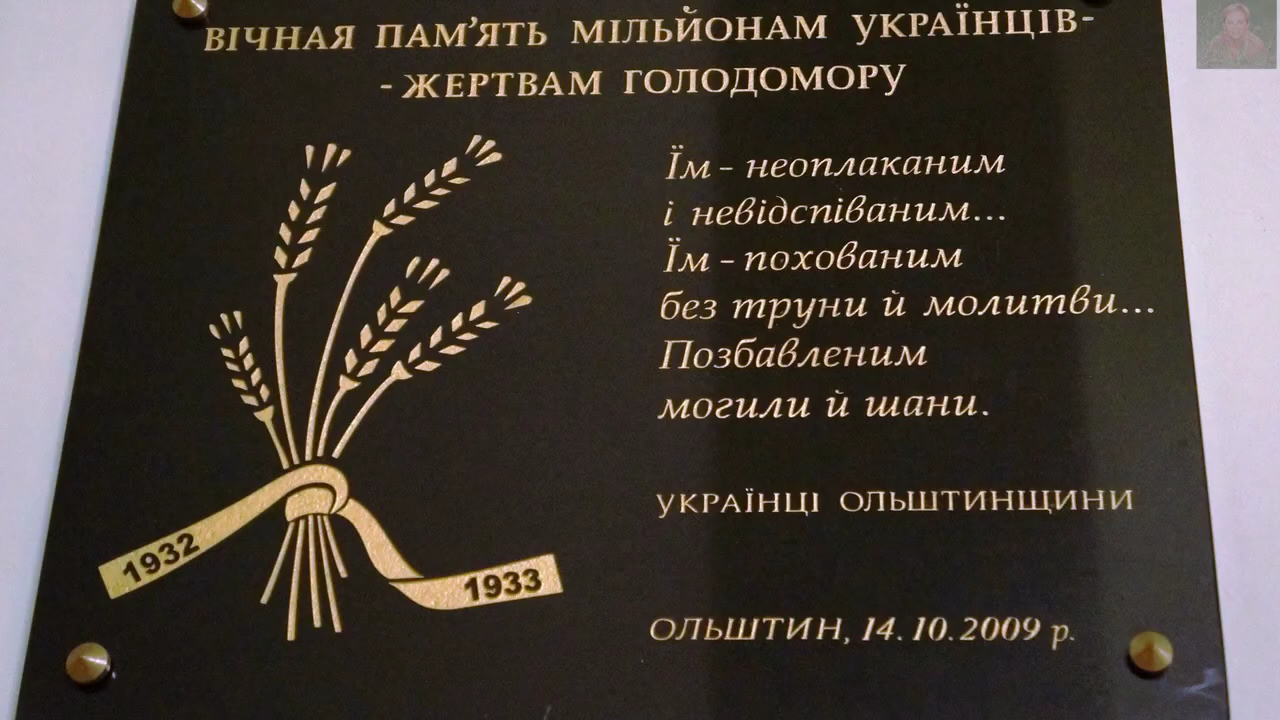 ВІЧНАЯ ПАМ'ЯТЬ МІЛЬЙОНАМ УКРАЇНЦІВ-
- ЖЕРТВАМ ГОЛОДОМОРУ
Їм – неоплаканим
і невідспіваним...
Їм – похованим
без труни й молитви...
Позбавленим
могили й шани.
УКРАЇНЦІ ОЛЬШТИНЩИНИ
1932
1933
ОЛЬШТИН, 14.10.2009 р.